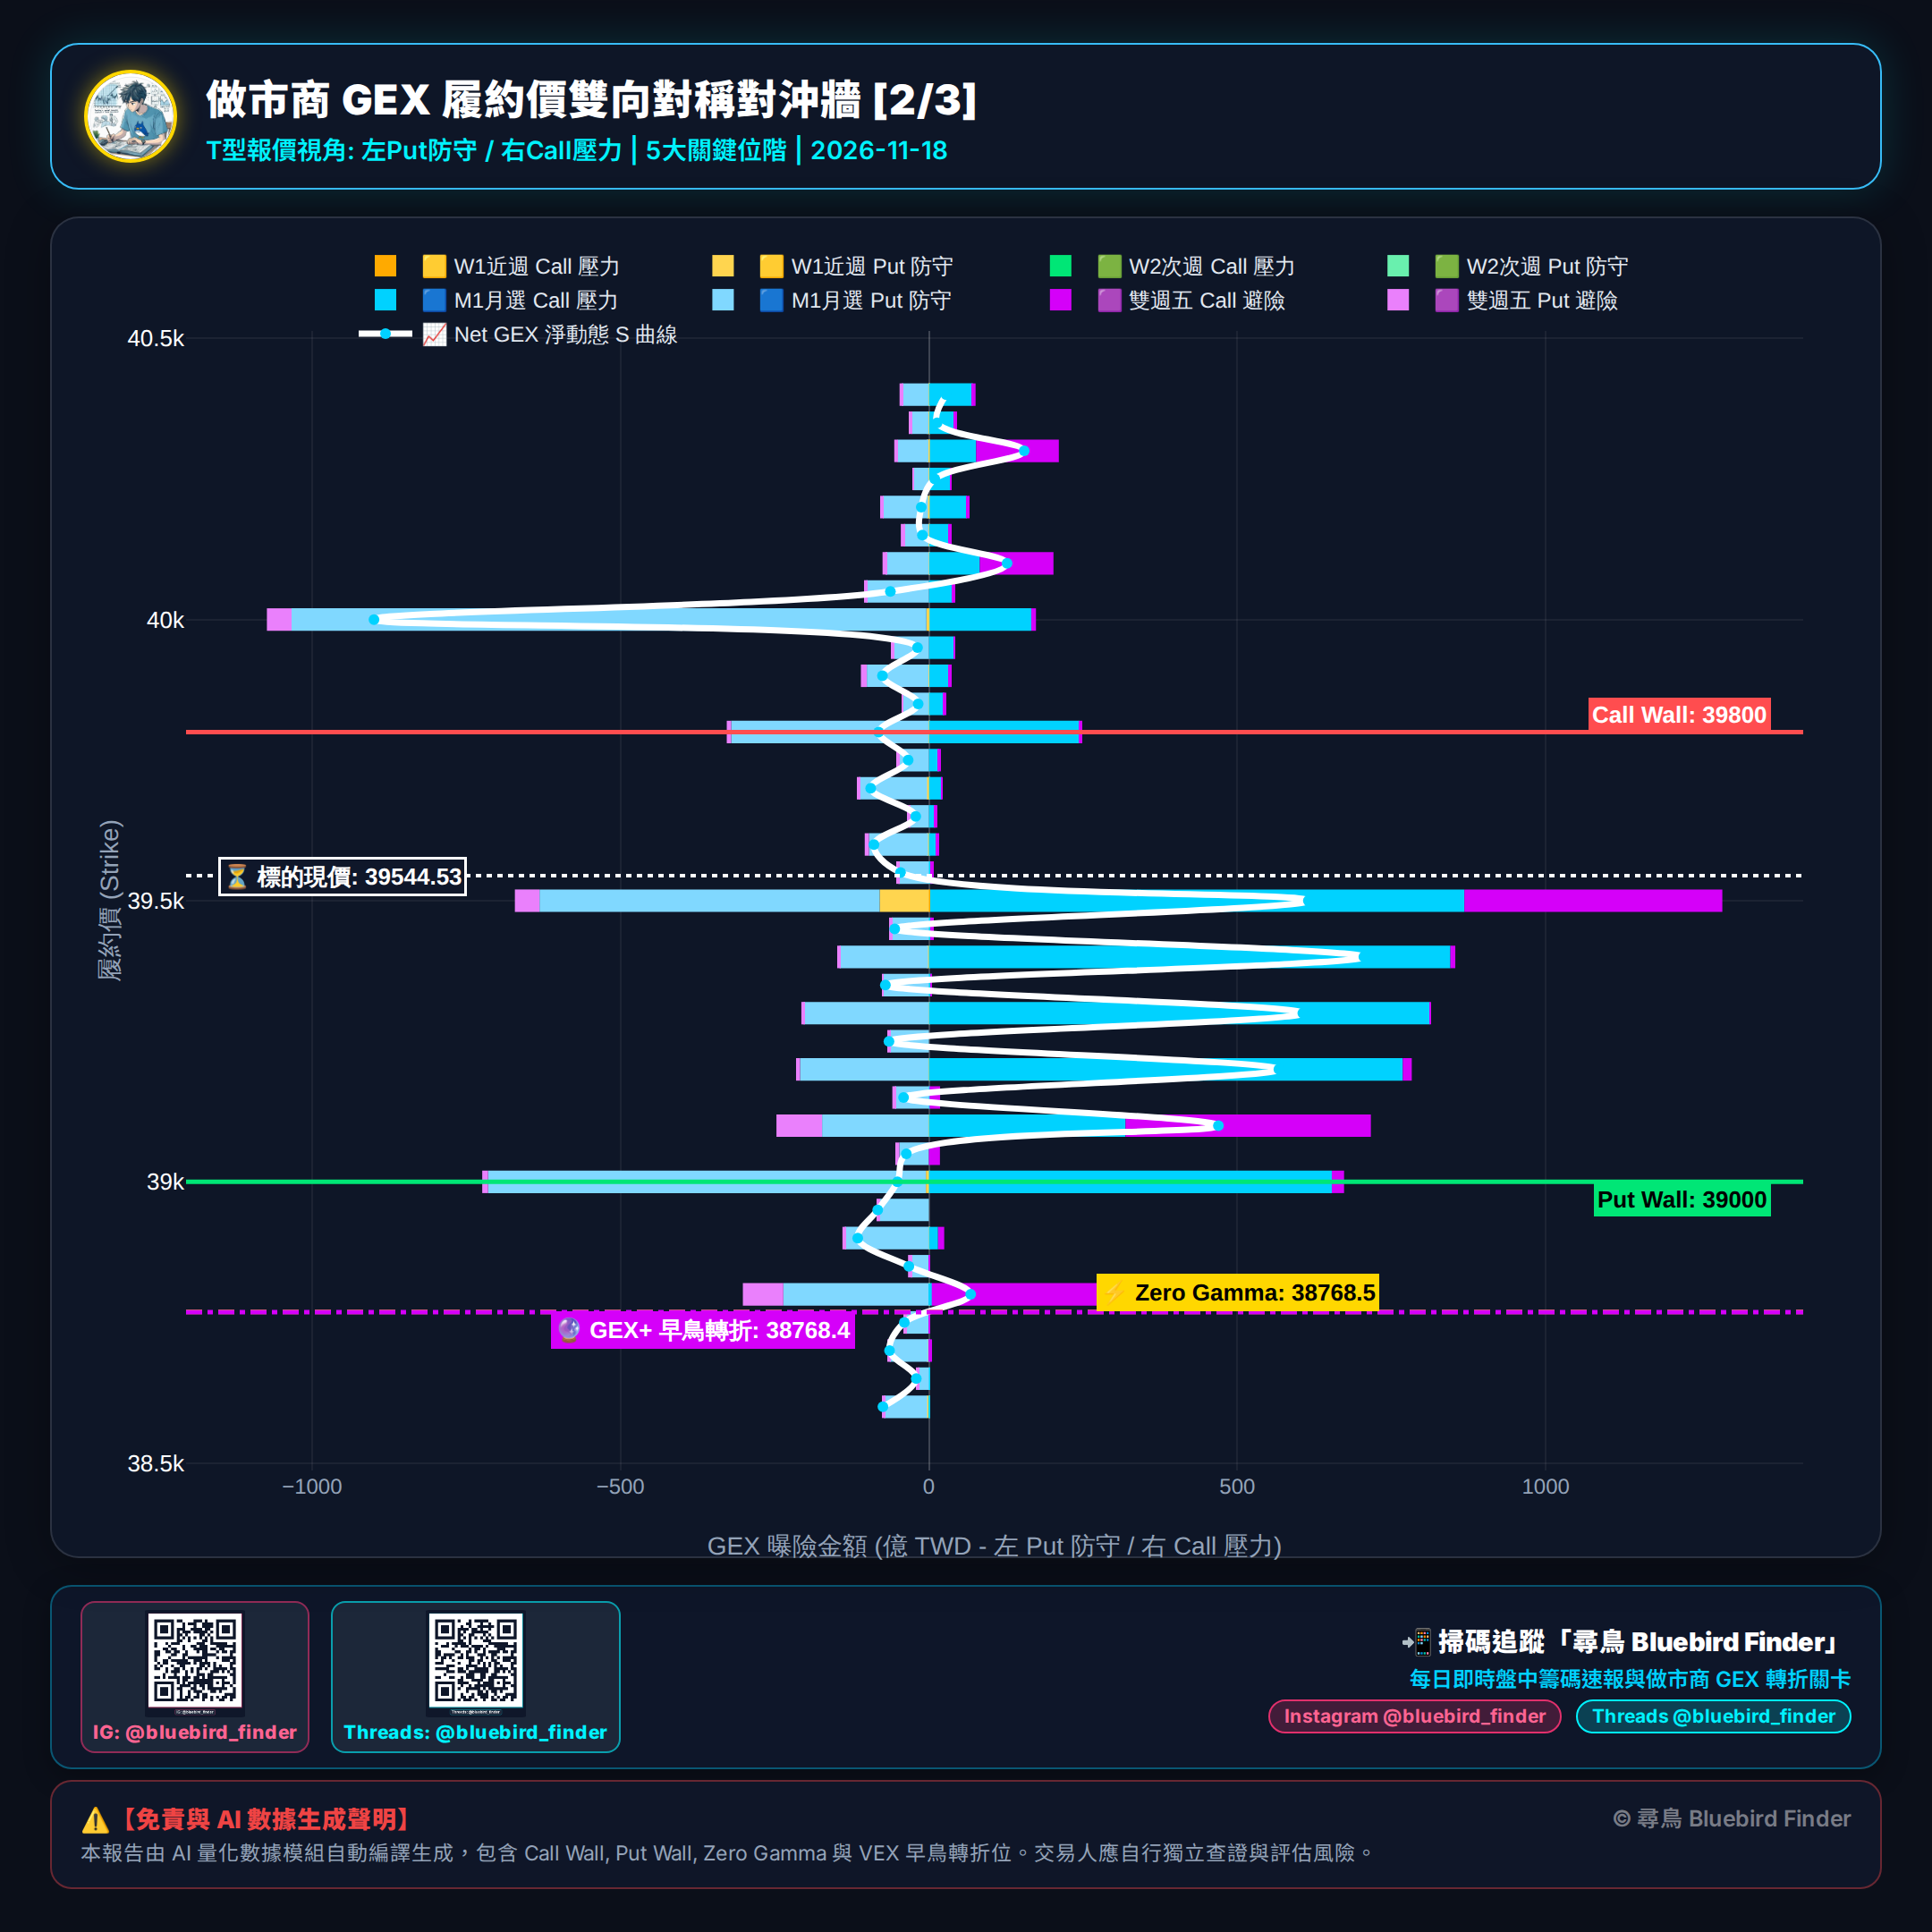 做市商 GEX 履約價雙向對稱對沖牆 [2/3]
T型報價視角: 左Put防守 / 右Call壓力 | 5大關鍵位階 | 2026-11-18
W1近週 Call 壓力
W1近週 Put 防守
W2次週 Call 壓力
W2次週 Put 防守
M1月選 Call 壓力
M1月選 Put 防守
雙週五 Call 避險
雙週五 Put 避險
Net GEX 淨動態 S 曲線
40.5k
40k
Call Wall: 39800
標的現價: 39544.53
39.5k
履約價 (Strike)
39k
Put Wall: 39000
⚡ Zero Gamma: 38768.5
🔮 GEX+ 早鳥轉折: 38768.4
38.5k
−1000
−500
0
500
1000
GEX 曝險金額 (億 TWD - 左 Put 防守 / 右 Call 壓力)
IG: @bluebird_finder
Threads: @bluebird_finder
IG: @bluebird_finder
Threads: @bluebird_finder
掃碼追蹤「尋鳥 Bluebird Finder」
每日即時盤中籌碼速報與做市商 GEX 轉折關卡
Instagram @bluebird_finder
Threads @bluebird_finder
⚠️【免責與 AI 數據生成聲明】
© 尋鳥 Bluebird Finder
本報告由 AI 量化數據模組自動編譯生成，包含 Call Wall, Put Wall, Zero Gamma 與 VEX 早鳥轉折位。交易人應自行獨立查證與評估風險。